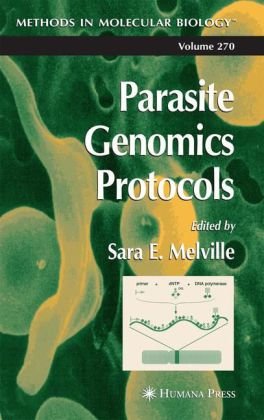 METHODS IN MOLECULAR BIOLOGY™
Volume 270
Parasite
Genomics
Protocols
Edited by
Sara E. Melville
primer + dNTP + DNA polymerase
HUMANA PRESS